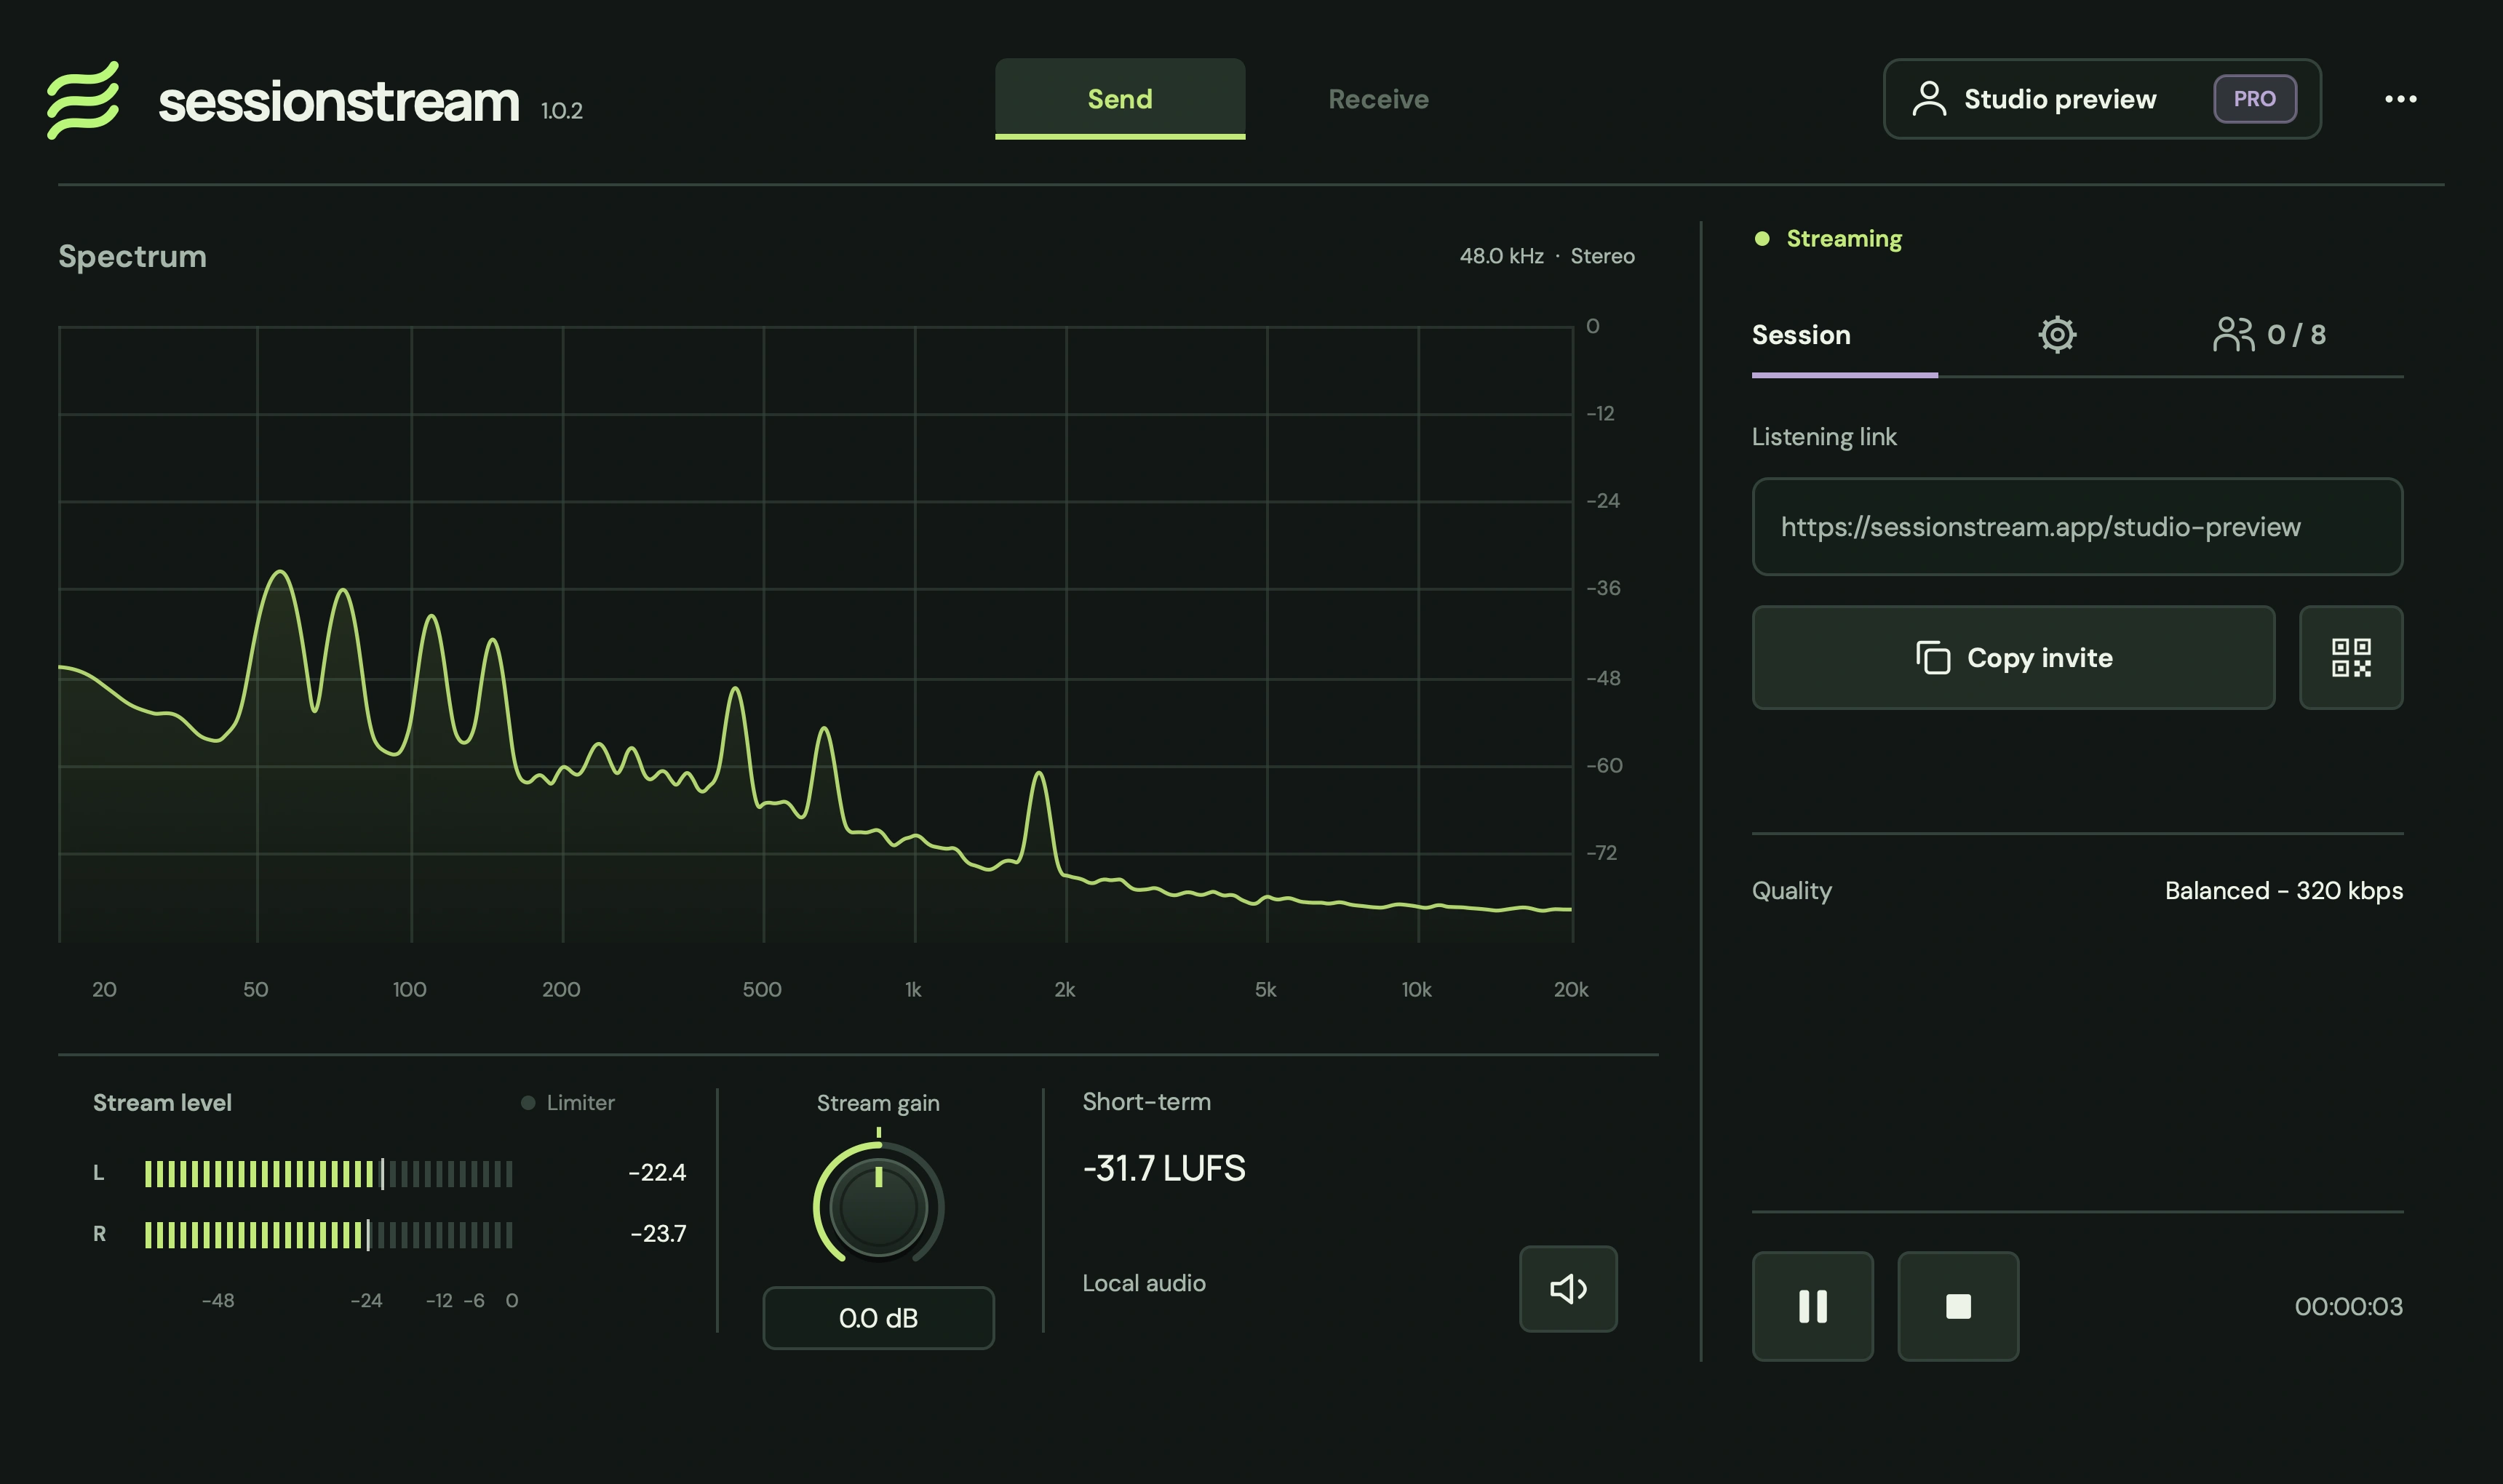 sessionstream 1.0.2
Send
Receive
Studio preview
PRO
Spectrum
48.0 kHz · Stereo
0
-12
-24
-36
-48
-60
-72
20 50 100 200 500 1k 2k 5k 10k 20k
Stream level
Limiter
L -22.4
R -23.7
-48 -24 -12 -6 0
Stream gain
0.0 dB
Short-term
-31.7 LUFS
Local audio
Streaming
Session
0 / 8
Listening link
https://sessionstream.app/studio-preview
Copy invite
Quality Balanced - 320 kbps
00:00:03